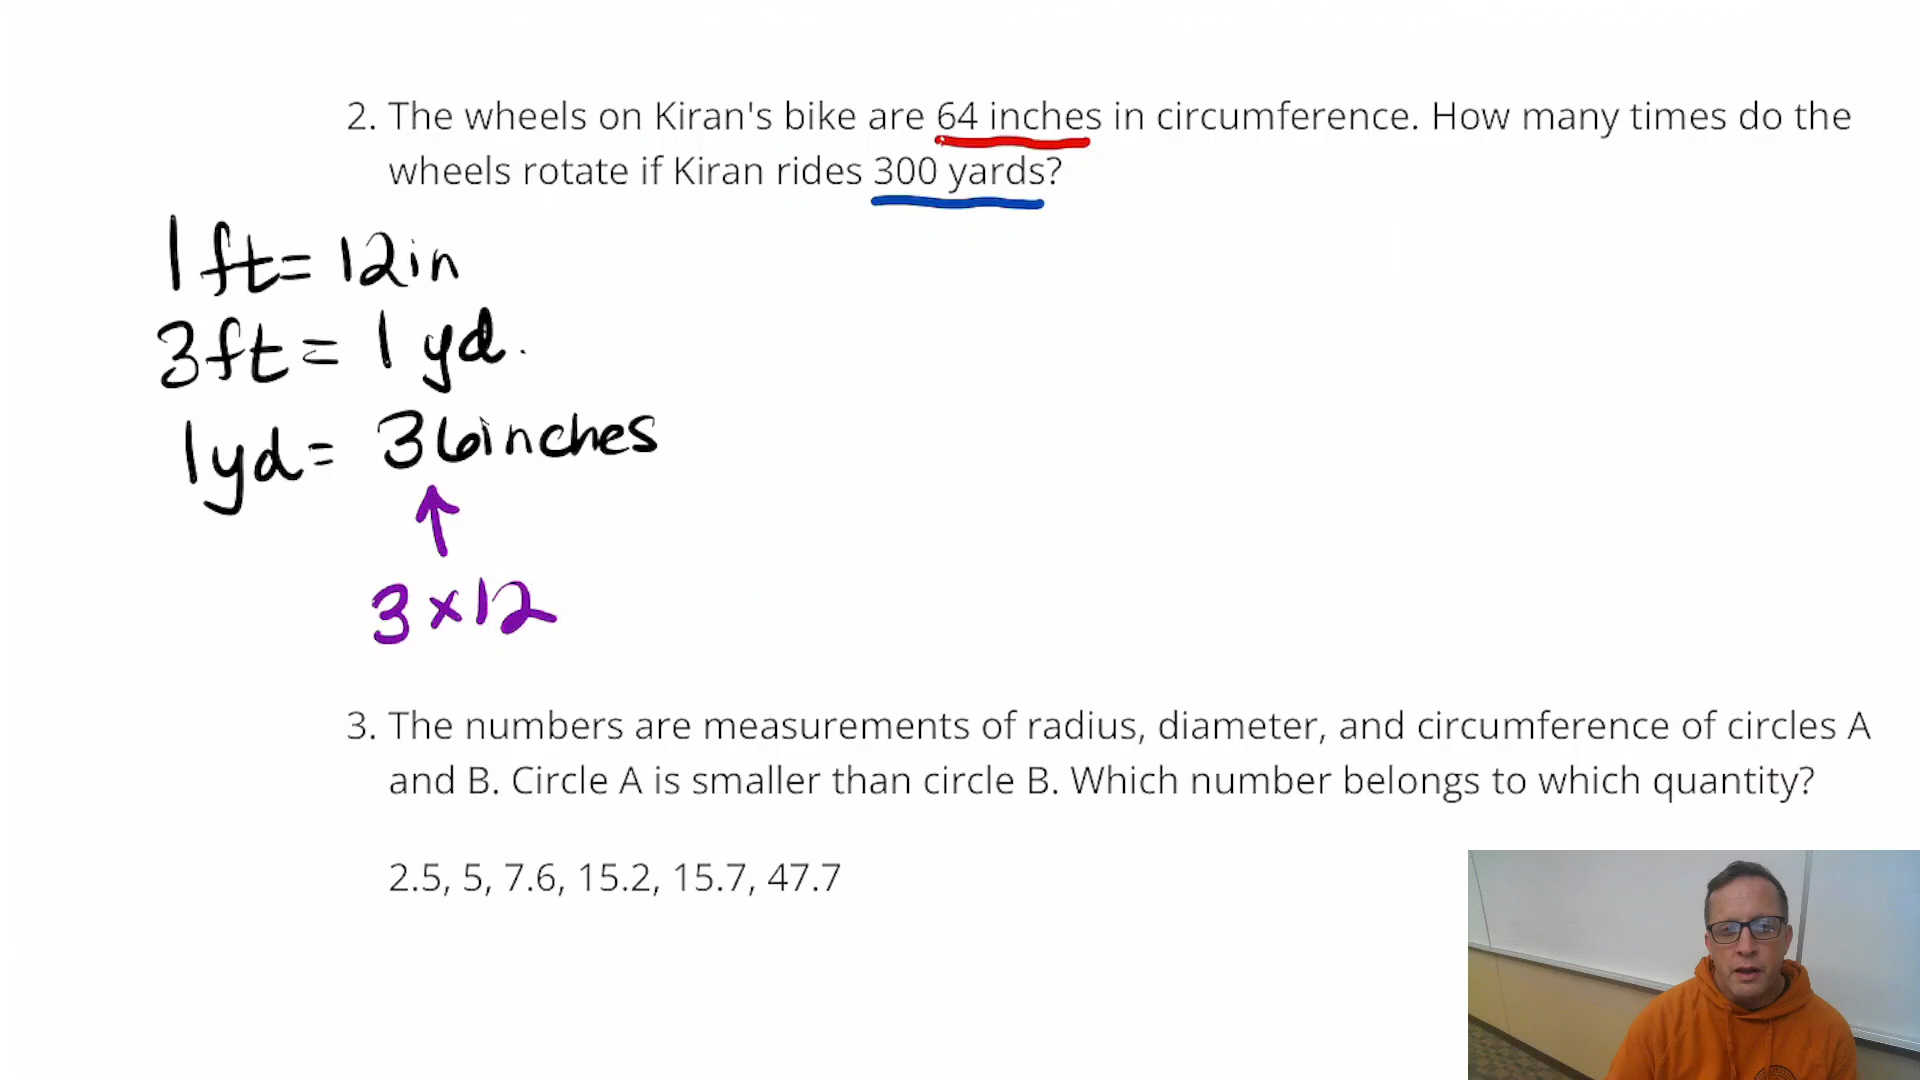 2. The wheels on Kiran's bike are 64 inches in circumference. How many times do the
wheels rotate if Kiran rides 300 yards?
1 ft = 12 in
3 ft = 1 yd.
1 yd = 36 inches
3 × 12
3. The numbers are measurements of radius, diameter, and circumference of circles A
and B. Circle A is smaller than circle B. Which number belongs to which quantity?
2.5, 5, 7.6, 15.2, 15.7, 47.7